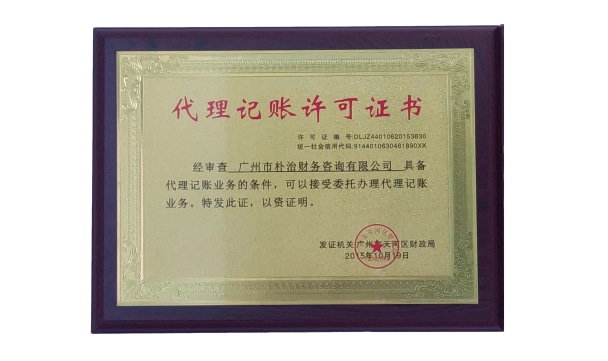 代理记账许可证书
许可证编号:DLJZ44010620153830
统一社会信用代码:91440106304616​90XK
经审查 广州市朴治财务咨询有限公司 具备
代理记账业务的条件，可以接受委托办理代理记账
业务。特发此证，以资证明。
发证机关 广州市天河区财政局
2015年10月19日